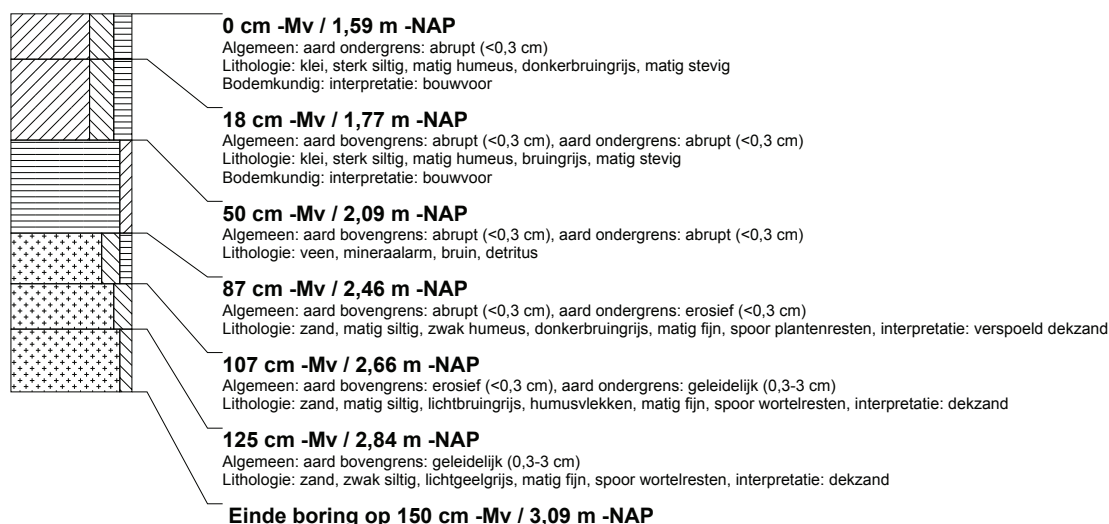 0 cm -Mv / 1,59 m -NAP
Algemeen: aard ondergrens: abrupt (<0,3 cm)
Lithologie: klei, sterk siltig, matig humeus, donkerbruingrijs, matig stevig
Bodemkundig: interpretatie: bouwvoor
18 cm -Mv / 1,77 m -NAP
Algemeen: aard bovengrens: abrupt (<0,3 cm), aard ondergrens: abrupt (<0,3 cm)
Lithologie: klei, sterk siltig, matig humeus, bruingrijs, matig stevig
Bodemkundig: interpretatie: bouwvoor
50 cm -Mv / 2,09 m -NAP
Algemeen: aard bovengrens: abrupt (<0,3 cm), aard ondergrens: abrupt (<0,3 cm)
Lithologie: veen, mineraalarm, bruin, detritus
87 cm -Mv / 2,46 m -NAP
Algemeen: aard bovengrens: abrupt (<0,3 cm), aard ondergrens: erosief (<0,3 cm)
Lithologie: zand, matig siltig, zwak humeus, donkerbruingrijs, matig fijn, spoor plantenresten, interpretatie: verspoeld dekzand
107 cm -Mv / 2,66 m -NAP
Algemeen: aard bovengrens: erosief (<0,3 cm), aard ondergrens: geleidelijk (0,3-3 cm)
Lithologie: zand, matig siltig, lichtbruingrijs, humusvlekken, matig fijn, spoor wortelresten, interpretatie: dekzand
125 cm -Mv / 2,84 m -NAP
Algemeen: aard bovengrens: geleidelijk (0,3-3 cm)
Lithologie: zand, zwak siltig, lichtgeelgrijs, matig fijn, spoor wortelresten, interpretatie: dekzand
Einde boring op 150 cm -Mv / 3,09 m -NAP